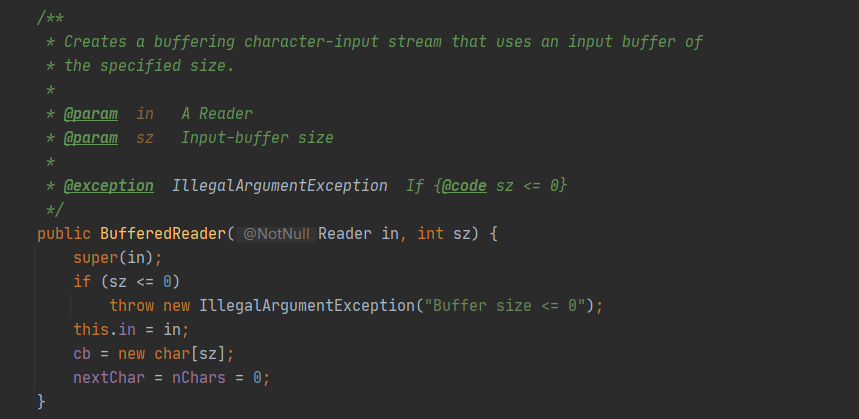 /**
 * Creates a buffering character-input stream that uses an input buffer of
 * the specified size.
 *
 * @param  in   A Reader
 * @param  sz   Input-buffer size
 *
 * @exception  IllegalArgumentException  If {@code sz <= 0}
 */
public BufferedReader( @NotNull Reader in, int sz) {
    super(in);
    if (sz <= 0)
        throw new IllegalArgumentException("Buffer size <= 0");
    this.in = in;
    cb = new char[sz];
    nextChar = nChars = 0;
}